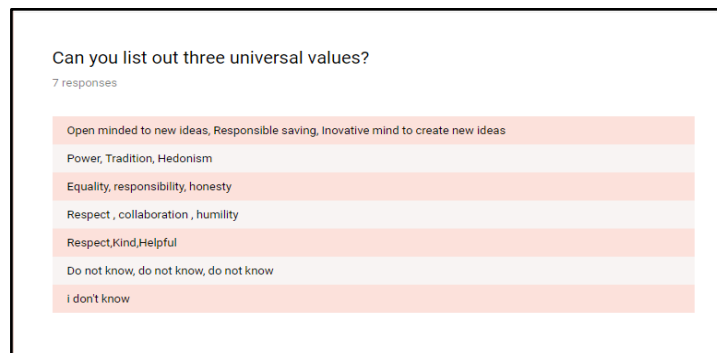 Can you list out three universal values?
7 responses
Open minded to new ideas, Responsible saving, Inovative mind to create new ideas
Power, Tradition, Hedonism
Equality, responsibility, honesty
Respect , collaboration , humility
Respect,Kind,Helpful
Do not know, do not know, do not know
i don't know